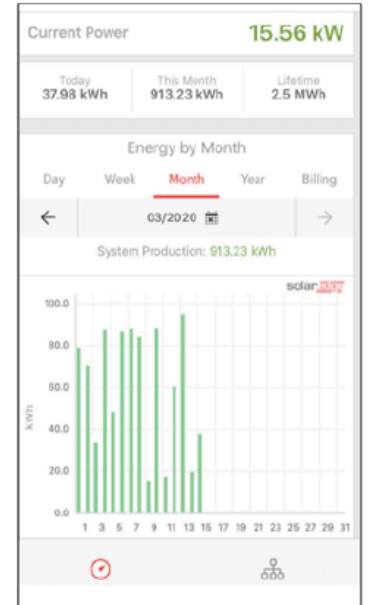 Current Power 15.56 kW
Today This Month Lifetime
37.98 kWh 913.23 kWh 2.5 MWh
Energy by Month
Day Week Month Year Billing
03/2020
System Production: 913.23 kWh
solaredge
100.0
80.0
60.0
40.0
20.0
0.0
kWh
1 3 5 7 9 11 13 15 17 19 21 23 25 27 29 31